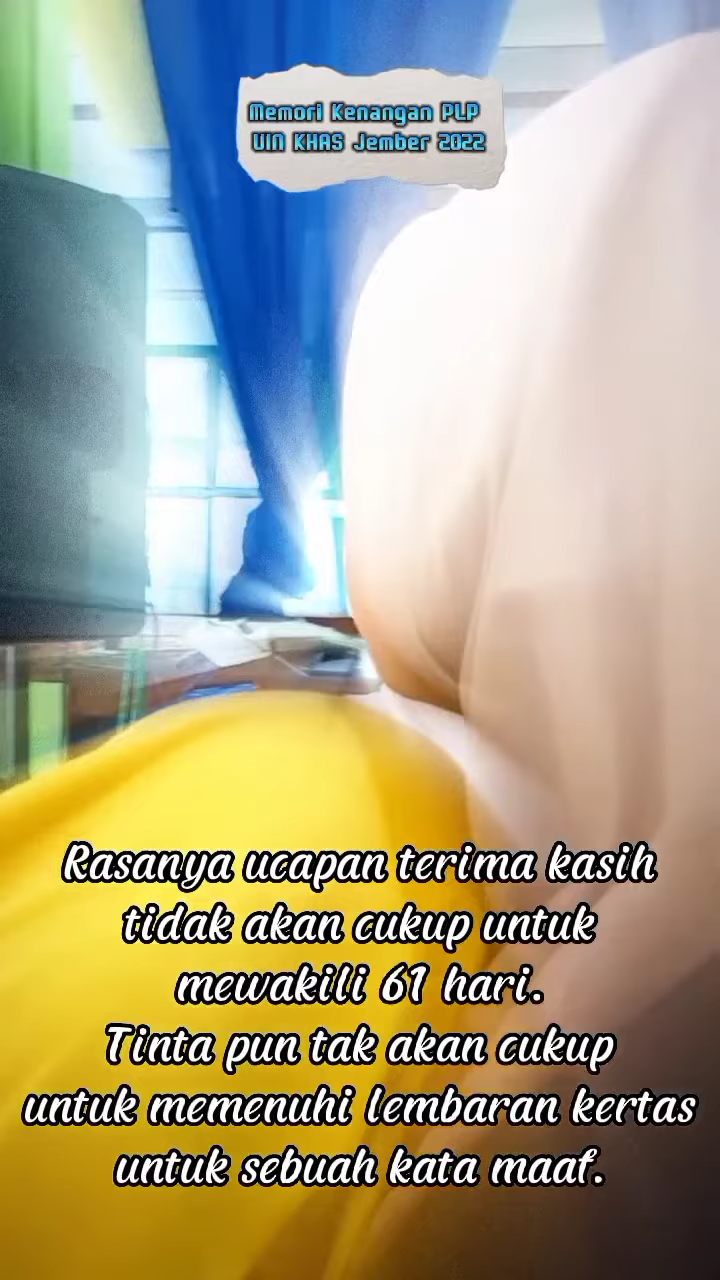 Memori Kenangan PLP
UIN KHAS Jember 2022
Rasanya ucapan terima kasih
tidak akan cukup untuk
mewakili 61 hari.
Tinta pun tak akan cukup
untuk memenuhi lembaran kertas
untuk sebuah kata maaf.